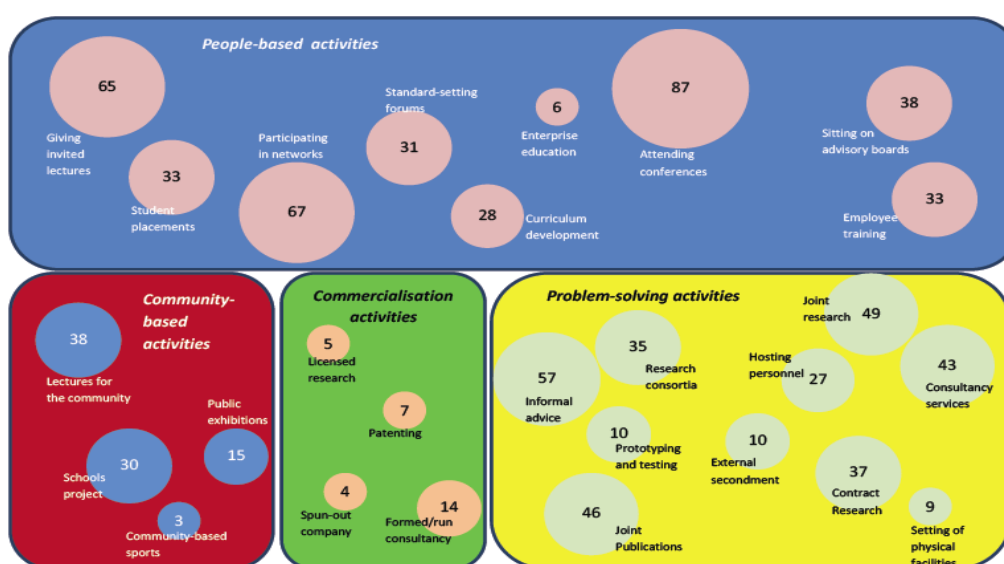 People-based activities
65
Giving
invited
lectures
33
Student
placements
Participating
in networks
67
Standard-setting
forums
31
6
Enterprise
education
28
Curriculum
development
87
Attending
conferences
38
Sitting on
advisory boards
33
Employee
training
Community-
based
activities
38
Lectures for
the community
Public
exhibitions
15
30
Schools
project
3
Community-based
sports
Commercialisation
activities
5
Licensed
research
7
Patenting
4
Spun-out
company
14
Formed/run
consultancy
Problem-solving activities
57
Informal
advice
35
Research
consortia
10
Prototyping
and testing
46
Joint
Publications
Joint
research
49
Hosting
personnel
27
43
Consultancy
services
10
External
secondment
37
Contract
Research
9
Setting of
physical
facilities